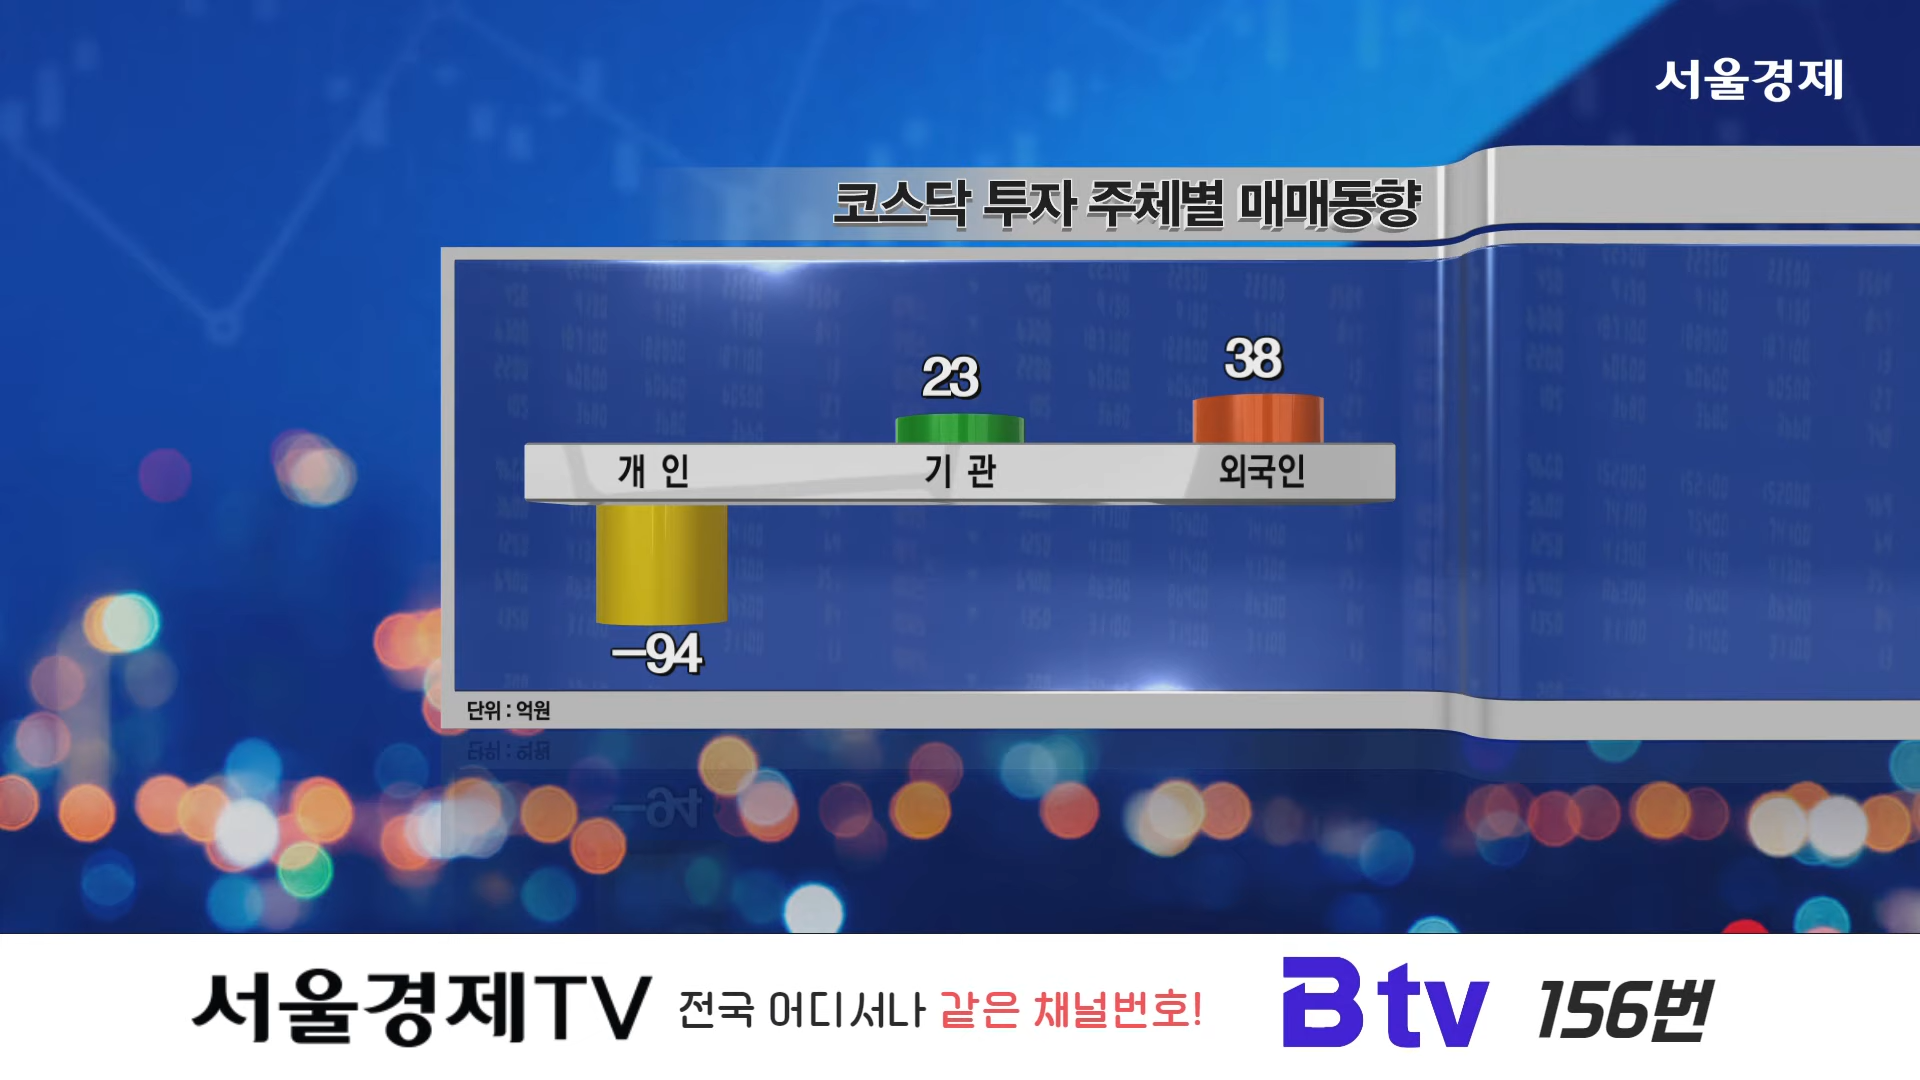 서울경제
코스닥 투자 주체별 매매동향
23
38
개 인
기 관
외국인
-94
단위 : 억원
서울경제TV 전국 어디서나 같은 채널번호! B tv 156번